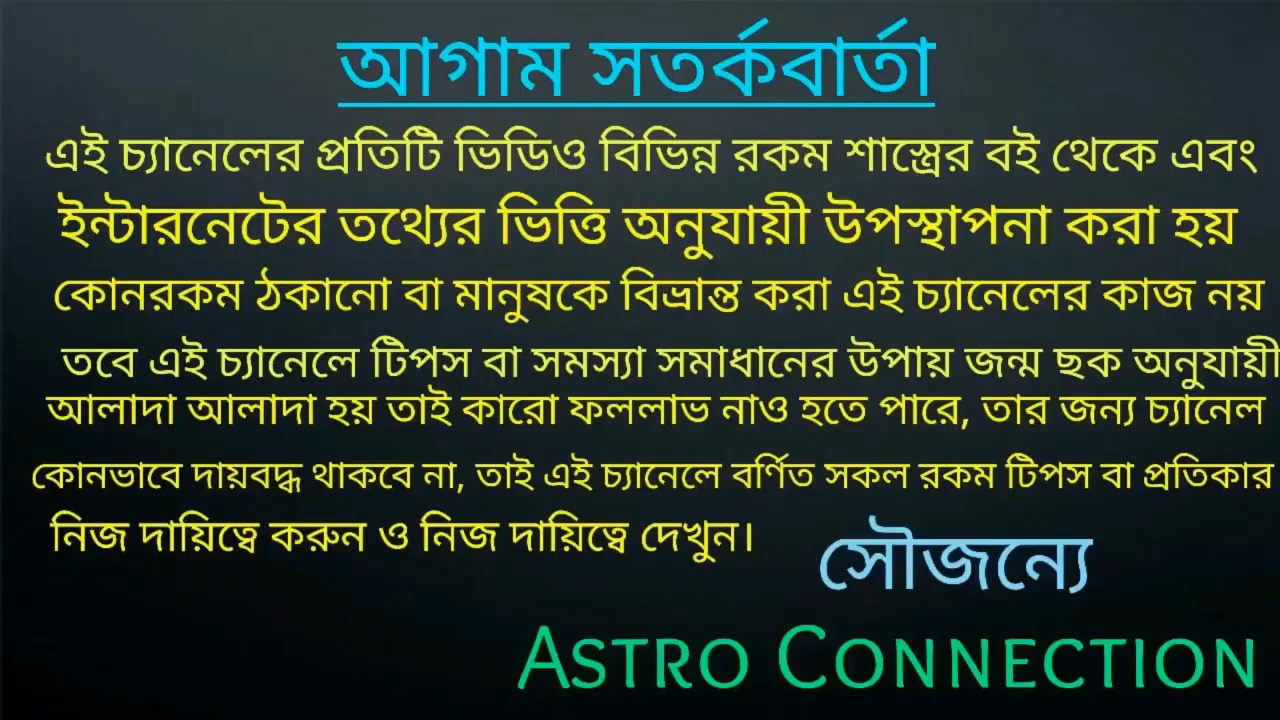 আগাম সতর্কবার্তা
এই চ্যানেলের প্রতিটি ভিডিও বিভিন্ন রকম শাস্ত্রের বই থেকে এবং
ইন্টারনেটের তথ্যের ভিত্তি অনুযায়ী উপস্থাপনা করা হয়
কোনরকম ঠকানো বা মানুষকে বিভ্রান্ত করা এই চ্যানেলের কাজ নয়
তবে এই চ্যানেলে টিপস বা সমস্যা সমাধানের উপায় জন্ম ছক অনুযায়ী
আলাদা আলাদা হয় তাই কারো ফললাভ নাও হতে পারে, তার জন্য চ্যানেল
কোনভাবে দায়বদ্ধ থাকবে না, তাই এই চ্যানেলে বর্ণিত সকল রকম টিপস বা প্রতিকার
নিজ দায়িত্বে করুন ও নিজ দায়িত্বে দেখুন।
সৌজন্যে
ASTRO CONNECTION